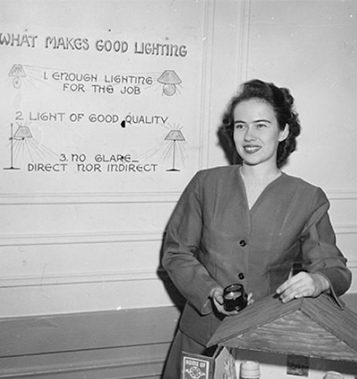 WHAT MAKES GOOD LIGHTING
1. ENOUGH LIGHTING
FOR THE JOB
2 LIGHT OF GOOD QUALITY
3. NO GLARE_
DIRECT NOR INDIRECT